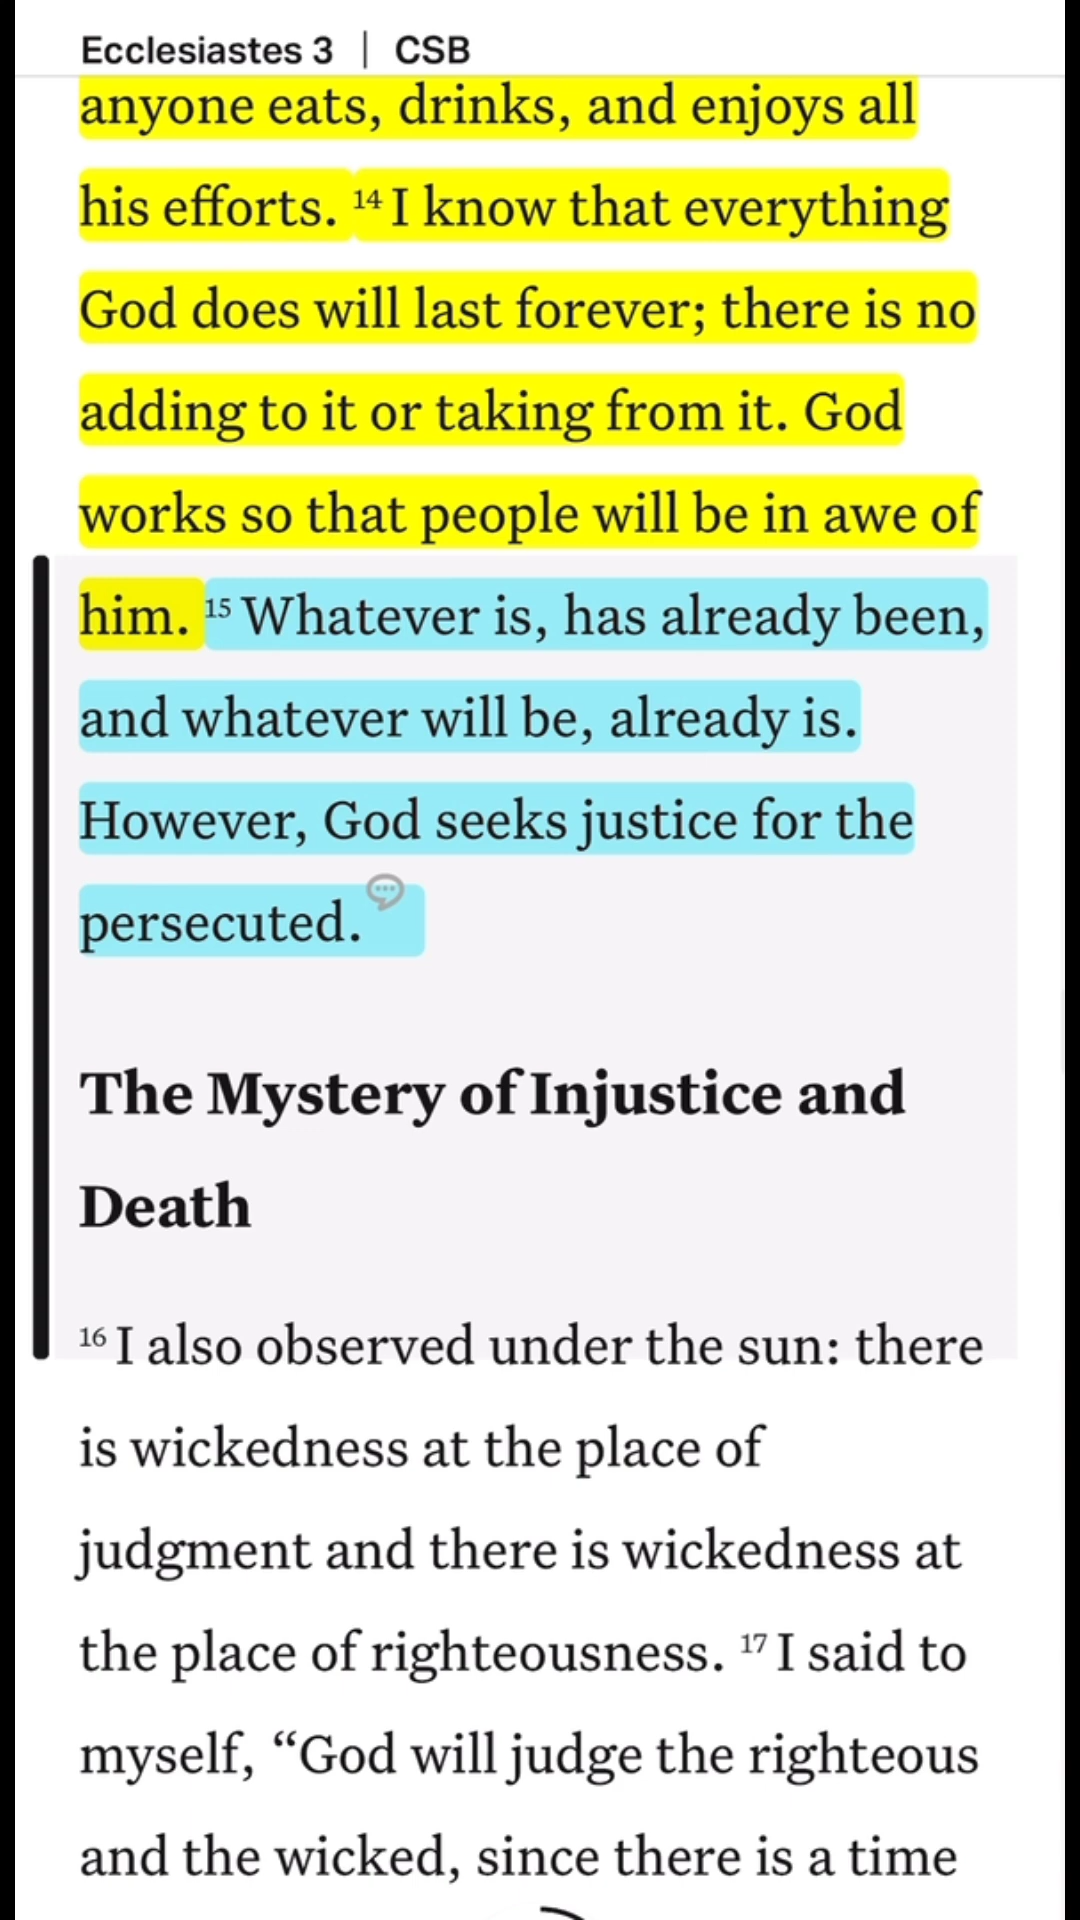 Ecclesiastes 3 | CSB
anyone eats, drinks, and enjoys all
his efforts. 14 I know that everything
God does will last forever; there is no
adding to it or taking from it. God
works so that people will be in awe of
him. 15 Whatever is, has already been,
and whatever will be, already is.
However, God seeks justice for the
persecuted.
The Mystery of Injustice and
Death
16 I also observed under the sun: there
is wickedness at the place of
judgment and there is wickedness at
the place of righteousness. 17 I said to
myself, “God will judge the righteous
and the wicked, since there is a time